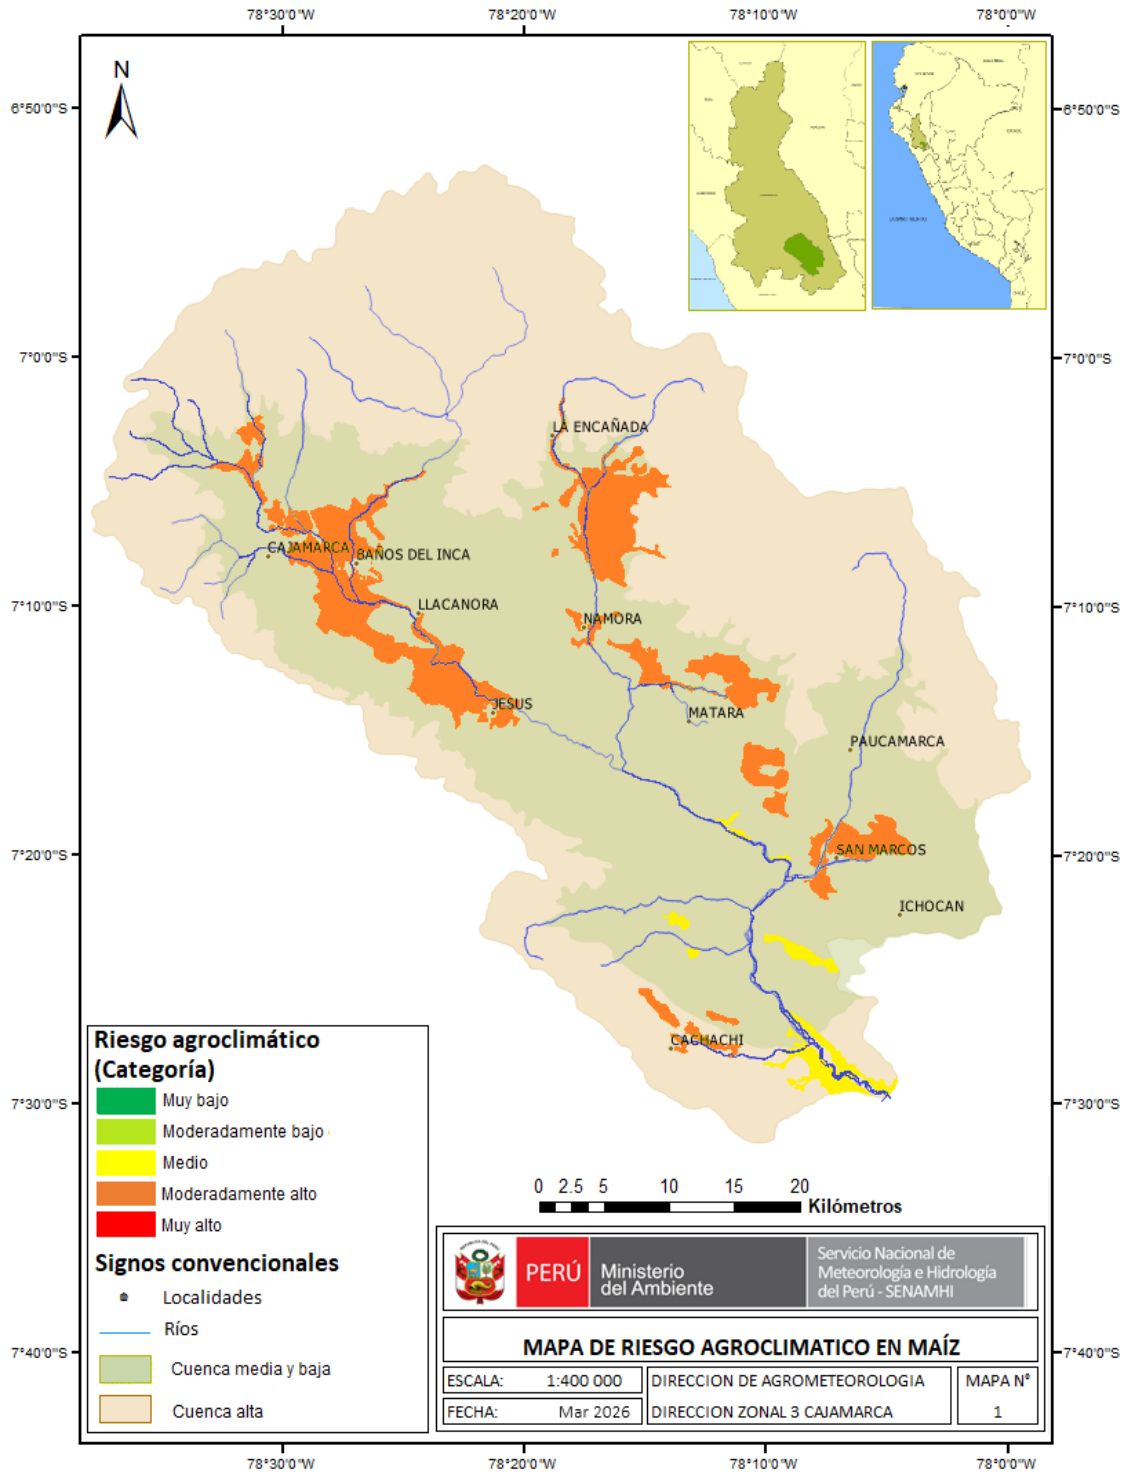 78°30'0"W 78°20'0"W 78°10'0"W 78°0'0"W
N
6°50'0"S 6°50'0"S
7°0'0"S 7°0'0"S
LA ENCAÑADA
CAJAMARCA
BAÑOS DEL INCA
LLACANORA
7°10'0"S 7°10'0"S
NAMORA
JESUS
MATARA
PAUCAMARCA
7°20'0"S 7°20'0"S
SAN MARCOS
ICHOCAN
CACHACHI
7°30'0"S 7°30'0"S
Riesgo agroclimático
(Categoría)
Muy bajo
Moderadamente bajo
Medio
Moderadamente alto
Muy alto
Signos convencionales
Localidades
Ríos
Cuenca media y baja
Cuenca alta
0 2.5 5 10 15 20
Kilómetros
PERÚ
Ministerio
del Ambiente
Servicio Nacional de
Meteorología e Hidrología
del Perú - SENAMHI
MAPA DE RIESGO AGROCLIMATICO EN MAÍZ
ESCALA: 1:400 000 DIRECCION DE AGROMETEOROLOGIA MAPA N°
FECHA: Mar 2026 DIRECCION ZONAL 3 CAJAMARCA 1
7°40'0"S 7°40'0"S
78°30'0"W 78°20'0"W 78°10'0"W 78°0'0"W